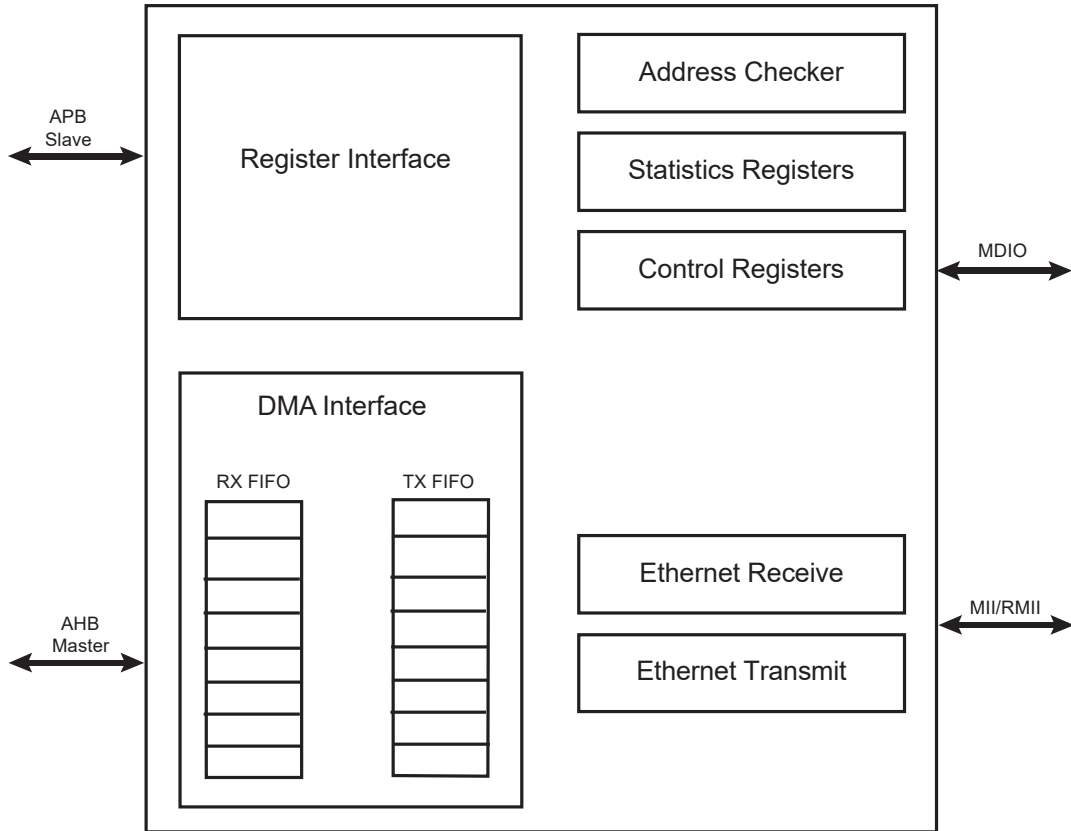 APB
Slave
Register Interface
Address Checker
Statistics Registers
Control Registers
MDIO
DMA Interface
RX FIFO
TX FIFO
AHB
Master
Ethernet Receive
Ethernet Transmit
MII/RMII